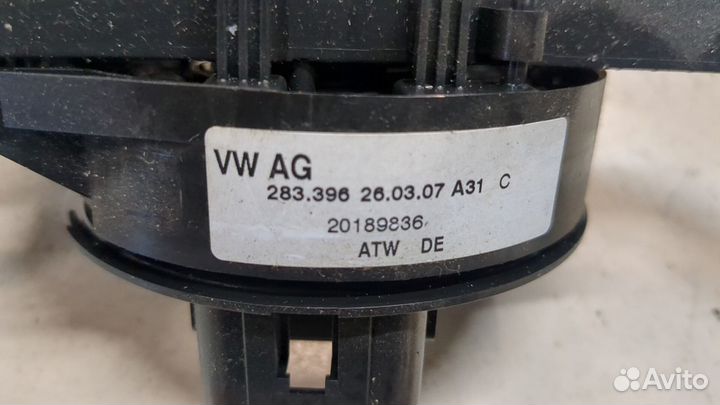 VW AG
283.396 26.03.07 A31 C
20189836
ATW DE
Avito